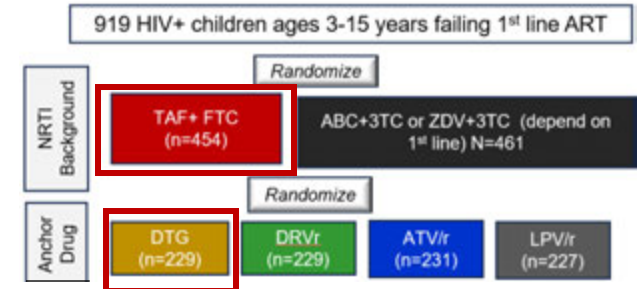 919 HIV+ children ages 3-15 years failing 1st line ART
Randomize
NRTI
Background
TAF+ FTC
(n=454)
ABC+3TC or ZDV+3TC (depend on
1st line) N=461
Randomize
Anchor
Drug
DTG
(n=229)
DRVr
(n=229)
ATV/r
(n=231)
LPV/r
(n=227)